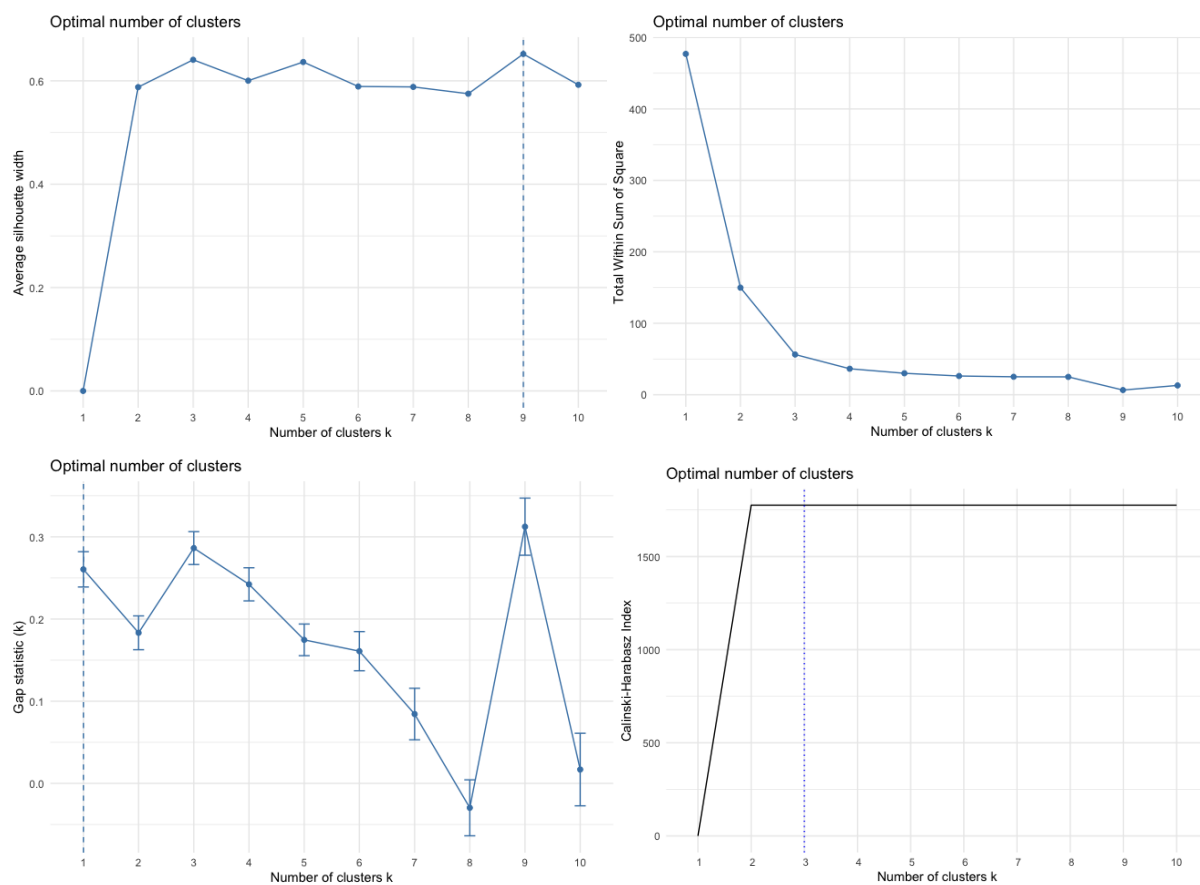 Optimal number of clusters
Average silhouette width
0.6
0.4
0.2
0.0
1 2 3 4 5 6 7 8 9 10
Number of clusters k
Optimal number of clusters
Total Within Sum of Square
500
400
300
200
100
0
1 2 3 4 5 6 7 8 9 10
Number of clusters k
Optimal number of clusters
Gap statistic (k)
0.3
0.2
0.1
0.0
1 2 3 4 5 6 7 8 9 10
Number of clusters k
Optimal number of clusters
Calinski-Harabasz Index
1500
1000
500
0
1 2 3 4 5 6 7 8 9 10
Number of clusters k